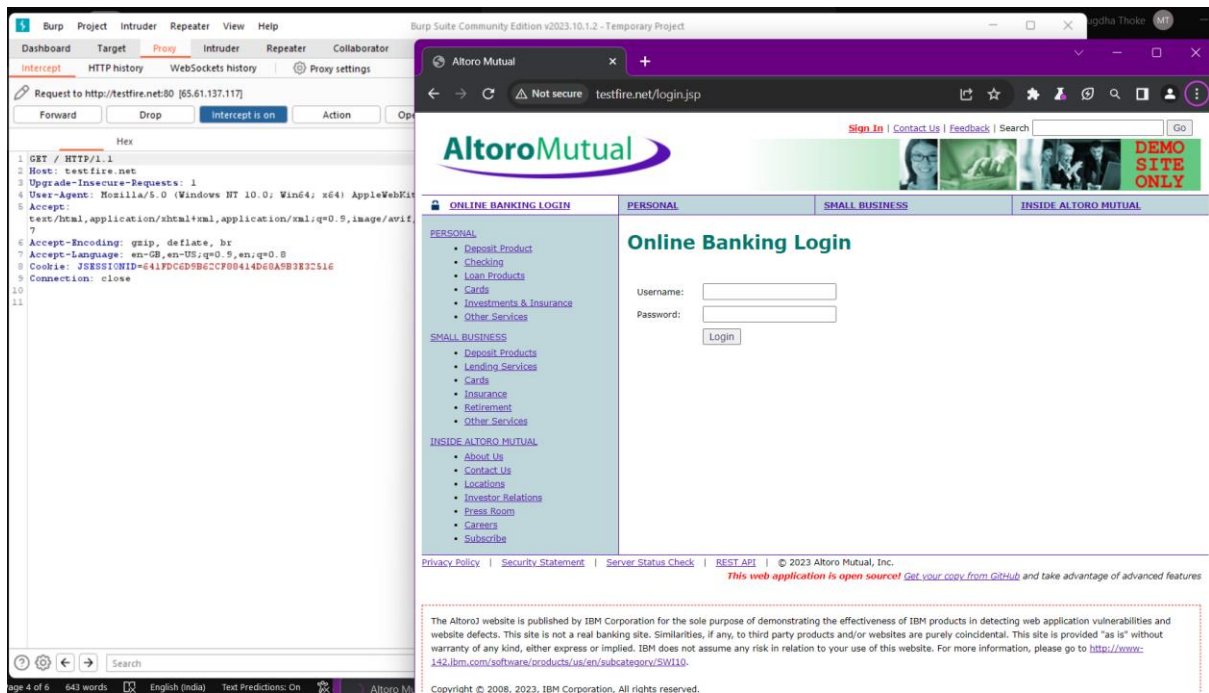 Burp Project Intruder Repeater View Help
Burp Suite Community Edition v2023.10.1.2 - Temporary Project
ugdha Thoke MT
Dashboard Target Proxy Intruder Repeater Collaborator
Intercept HTTP history WebSockets history Proxy settings
Request to http://testfire.net:80 [65.61.137.117]
Forward Drop Intercept is on Action Ope
Hex
1 GET / HTTP/1.1
2 Host: testfire.net
3 Upgrade-Insecure-Requests: 1
4 User-Agent: Mozilla/5.0 (Windows NT 10.0; Win64; x64) AppleWebKit
5 Accept:
text/html,application/xhtml+xml,application/xml;q=0.9,image/avif,
7
6 Accept-Encoding: gzip, deflate, br
7 Accept-Language: en-GB,en-US;q=0.9,en;q=0.8
8 Cookie:
9 Connection: close
10
11
Search
age 4 of 6 643 words English (India) Text Predictions: On Altoro Mu
Altoro Mutual
Not secure testfire.net/login.jsp
AltoroMutual
Sign In | Contact Us | Feedback | Search Go
DEMO
SITE
ONLY
ONLINE BANKING LOGIN PERSONAL SMALL BUSINESS INSIDE ALTORO MUTUAL
PERSONAL
Deposit Product
Checking
Loan Products
Cards
Investments & Insurance
Other Services
SMALL BUSINESS
Deposit Products
Lending Services
Cards
Insurance
Retirement
Other Services
INSIDE ALTORO MUTUAL
About Us
Contact Us
Locations
Investor Relations
Press Room
Careers
Subscribe
Online Banking Login
Username:
Password:
Login
Privacy Policy | Security Statement | Server Status Check | REST API | © 2023 Altoro Mutual, Inc.
This web application is open source! Get your copy from GitHub and take advantage of advanced features
The AltoroJ website is published by IBM Corporation for the sole purpose of demonstrating the effectiveness of IBM products in detecting web application vulnerabilities and
website defects. This site is not a real banking site. Similarities, if any, to third party products and/or websites are purely coincidental. This site is provided "as is" without
warranty of any kind, either express or implied. IBM does not assume any risk in relation to your use of this website. For more information, please go to http://www-
142.ibm.com/software/products/us/en/subcategory/SWI10.
Copyright © 2008, 2023, IBM Corporation, All rights reserved.